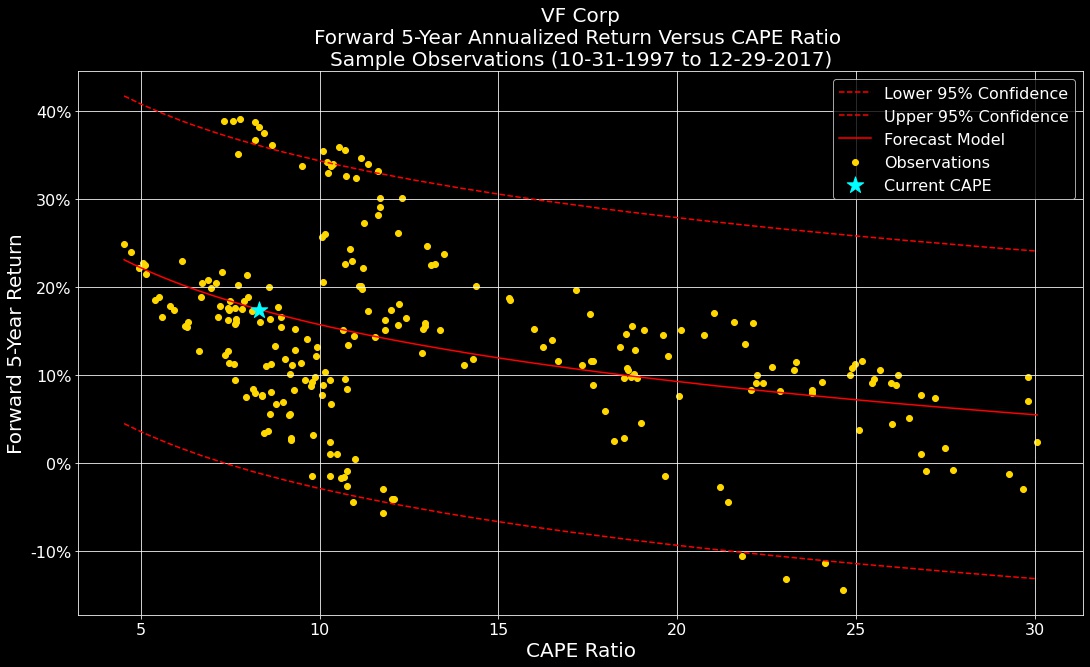 VF Corp
Forward 5-Year Annualized Return Versus CAPE Ratio
Sample Observations (10-31-1997 to 12-29-2017)
Lower 95% Confidence
Upper 95% Confidence
Forecast Model
Observations
Current CAPE
Forward 5-Year Return
40%
30%
20%
10%
0%
-10%
5 10 15 20 25 30
CAPE Ratio